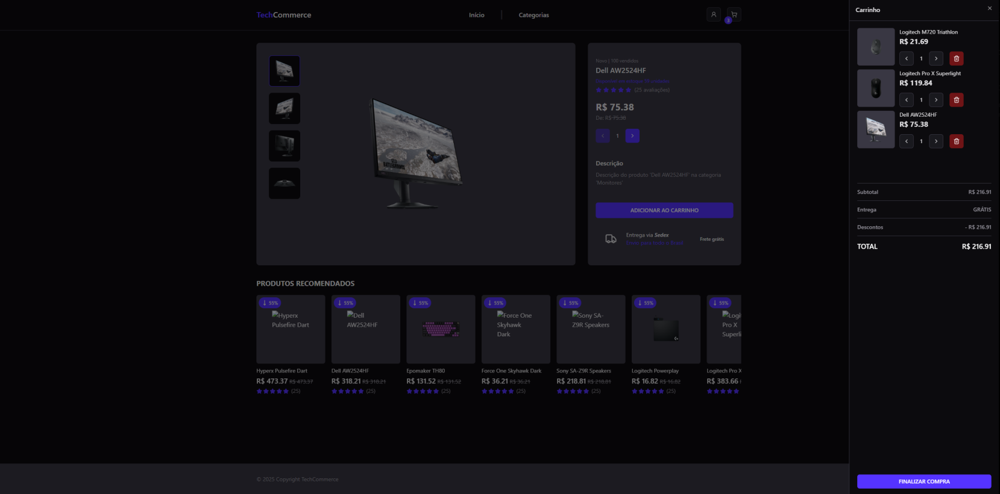 TechCommerce
Início
Categorias
3
Novo | 100 vendidos
Dell AW2524HF
(25 avaliações)
R$ 75.38
De: R$ 75.38
1
Descrição
Descrição do produto 'Dell AW2524HF' na categoria
'Monitores'
ADICIONAR AO CARRINHO
Entrega via Sedex
Envio para todo o Brasil
Frete grátis
PRODUTOS RECOMENDADOS
55%
Hyperx
Pulsefire Dart
Hyperx Pulsefire Dart
R$ 473.37 R$ 473.37
(25)
55%
Dell
AW2524HF
Dell AW2524HF
R$ 318.21 R$ 318.21
(25)
55%
Epomaker TH80
R$ 131.52 R$ 131.52
(25)
55%
Force One
Skyhawk
Dark
Force One Skyhawk Dark
R$ 36.21 R$ 36.21
(25)
55%
Sony SA-
Z9R Speakers
Sony SA-Z9R Speakers
R$ 218.81 R$ 218.81
(25)
55%
Logitech Powerplay
R$ 16.82 R$ 16.82
(25)
55%
Logi
Pro X
Superli
Logitech Pro X
R$ 383.66
© 2025 Copyright TechCommerce
Carrinho
Logitech M720 Triathlon
R$ 21.69
1
Logitech Pro X Superlight
R$ 119.84
1
Dell AW2524HF
R$ 75.38
1
Subtotal R$ 216.91
Entrega GRÁTIS
Descontos - R$ 216.91
TOTAL R$ 216.91
FINALIZAR COMPRA